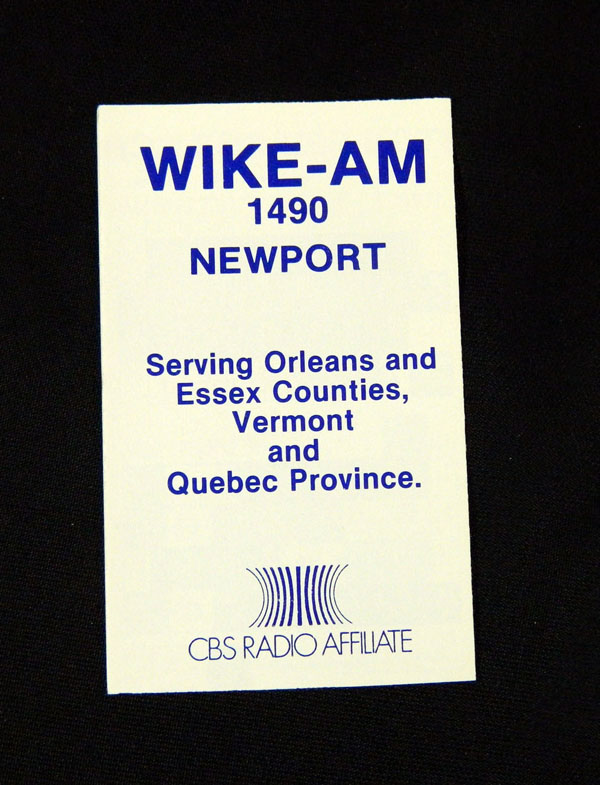 WIKE-AM
1490
NEWPORT
Serving Orleans and
Essex Counties,
Vermont
and
Quebec Province.
CBS RADIO AFFILIATE